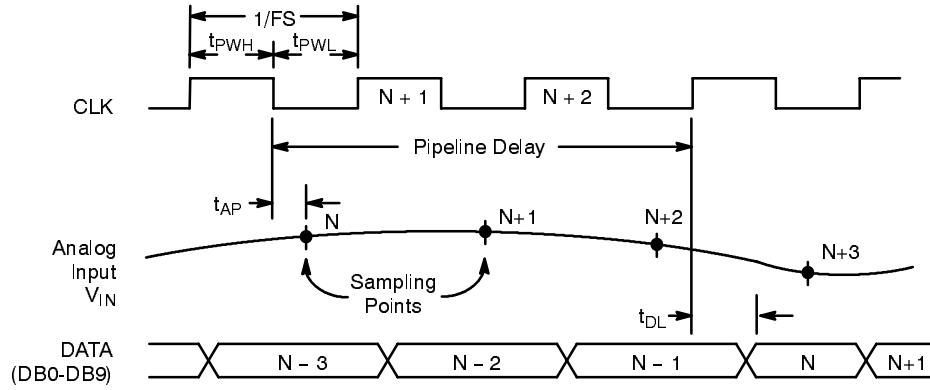 1/FS
tPWH tPWL
CLK
N + 1
N + 2
Pipeline Delay
tAP
N
N+1
N+2
N+3
Analog
Input
VIN
Sampling
Points
tDL
DATA
(DB0-DB9)
N – 3
N – 2
N – 1
N
N+1